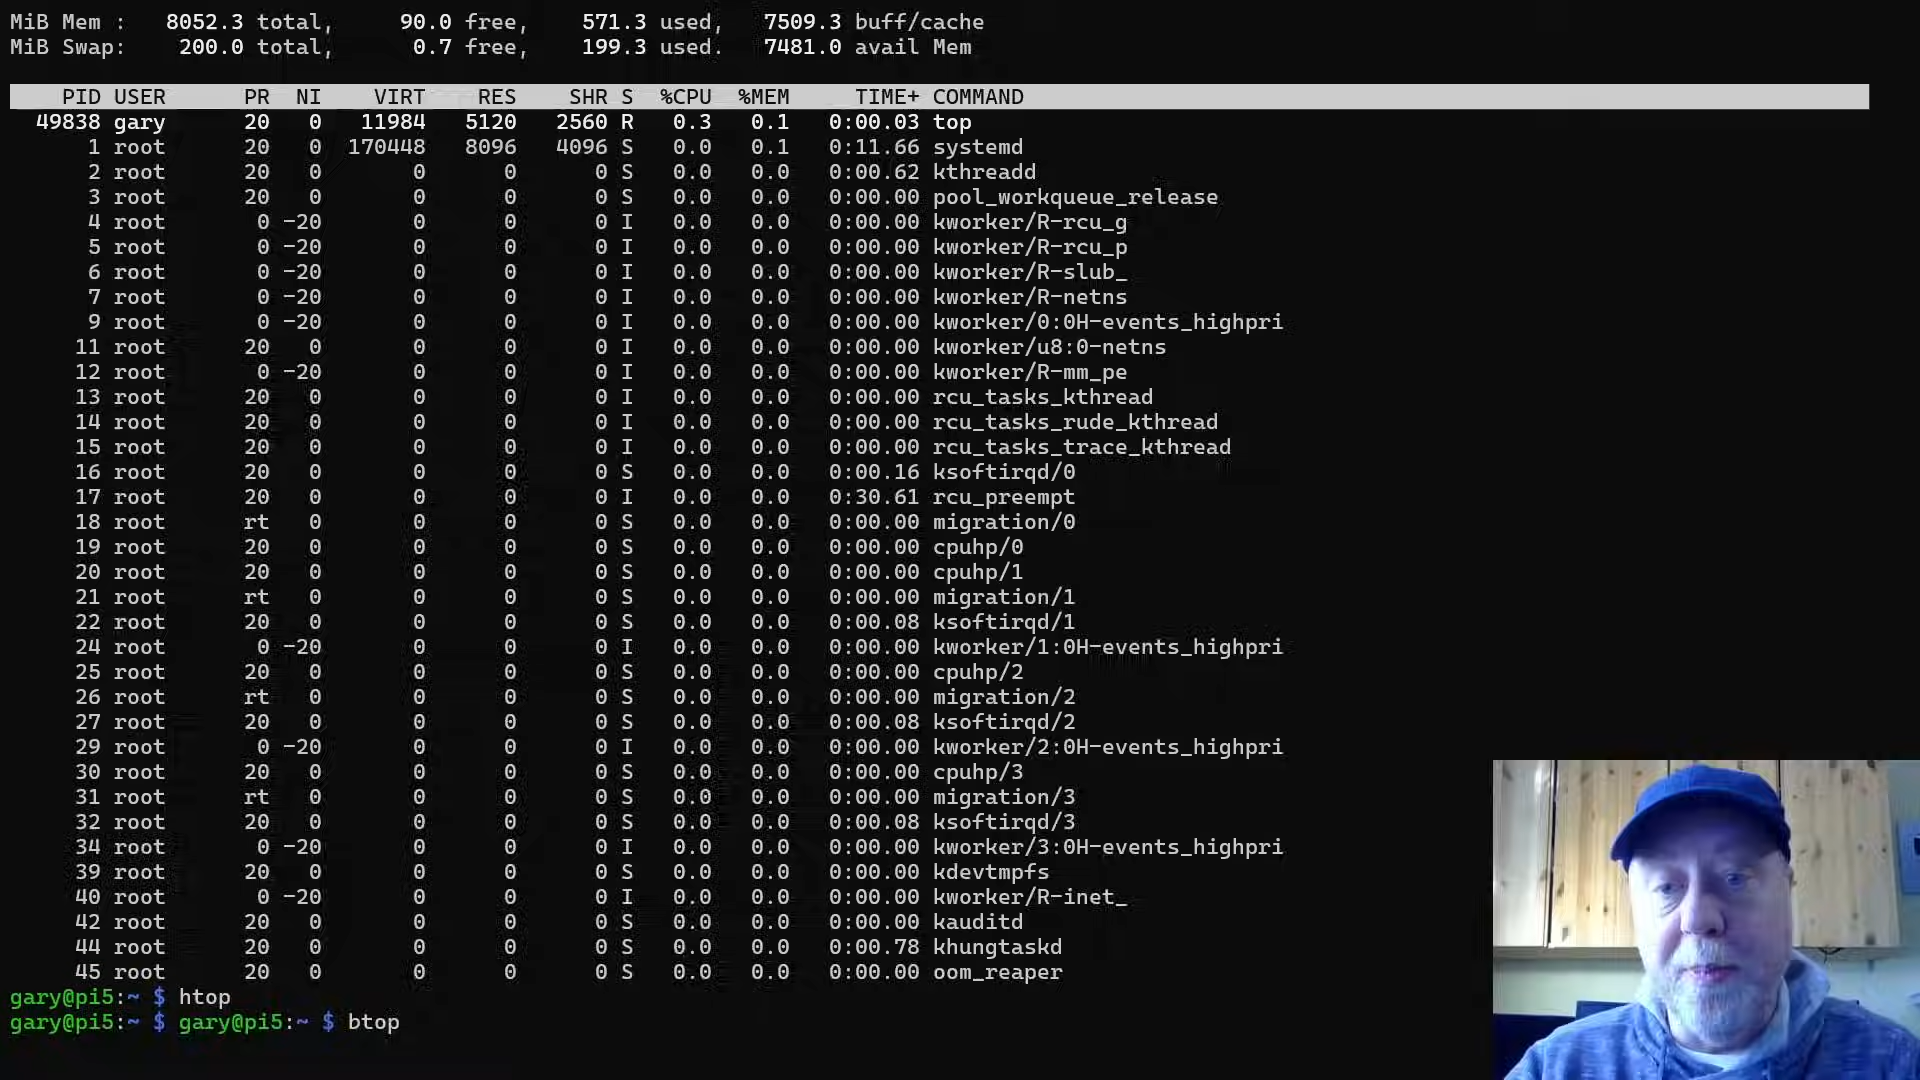 MiB Mem :   8052.3 total,     90.0 free,    571.3 used,   7509.3 buff/cache
MiB Swap:    200.0 total,      0.7 free,    199.3 used.   7481.0 avail Mem
PID USER      PR  NI    VIRT    RES    SHR S  %CPU  %MEM     TIME+ COMMAND
49838 gary      20   0   11984   5120   2560 R   0.3   0.1   0:00.03 top
1 root      20   0  170448   8096   4096 S   0.0   0.1   0:11.66 systemd
2 root      20   0       0      0      0 S   0.0   0.0   0:00.62 kthreadd
3 root      20   0       0      0      0 S   0.0   0.0   0:00.00 pool_workqueue_release
4 root       0 -20       0      0      0 I   0.0   0.0   0:00.00 kworker/R-rcu_g
5 root       0 -20       0      0      0 I   0.0   0.0   0:00.00 kworker/R-rcu_p
6 root       0 -20       0      0      0 I   0.0   0.0   0:00.00 kworker/R-slub_
7 root       0 -20       0      0      0 I   0.0   0.0   0:00.00 kworker/R-netns
9 root       0 -20       0      0      0 I   0.0   0.0   0:00.00 kworker/0:0H-events_highpri
11 root      20   0       0      0      0 I   0.0   0.0   0:00.00 kworker/u8:0-netns
12 root       0 -20       0      0      0 I   0.0   0.0   0:00.00 kworker/R-mm_pe
13 root      20   0       0      0      0 I   0.0   0.0   0:00.00 rcu_tasks_kthread
14 root      20   0       0      0      0 I   0.0   0.0   0:00.00 rcu_tasks_rude_kthread
15 root      20   0       0      0      0 I   0.0   0.0   0:00.00 rcu_tasks_trace_kthread
16 root      20   0       0      0      0 S   0.0   0.0   0:00.16 ksoftirqd/0
17 root      20   0       0      0      0 I   0.0   0.0   0:30.61 rcu_preempt
18 root      rt   0       0      0      0 S   0.0   0.0   0:00.00 migration/0
19 root      20   0       0      0      0 S   0.0   0.0   0:00.00 cpuhp/0
20 root      20   0       0      0      0 S   0.0   0.0   0:00.00 cpuhp/1
21 root      rt   0       0      0      0 S   0.0   0.0   0:00.00 migration/1
22 root      20   0       0      0      0 S   0.0   0.0   0:00.08 ksoftirqd/1
24 root       0 -20       0      0      0 I   0.0   0.0   0:00.00 kworker/1:0H-events_highpri
25 root      20   0       0      0      0 S   0.0   0.0   0:00.00 cpuhp/2
26 root      rt   0       0      0      0 S   0.0   0.0   0:00.00 migration/2
27 root      20   0       0      0      0 S   0.0   0.0   0:00.08 ksoftirqd/2
29 root       0 -20       0      0      0 I   0.0   0.0   0:00.00 kworker/2:0H-events_highpri
30 root      20   0       0      0      0 S   0.0   0.0   0:00.00 cpuhp/3
31 root      rt   0       0      0      0 S   0.0   0.0   0:00.00 migration/3
32 root      20   0       0      0      0 S   0.0   0.0   0:00.08 ksoftirqd/3
34 root       0 -20       0      0      0 I   0.0   0.0   0:00.00 kworker/3:0H-events_highpri
39 root      20   0       0      0      0 S   0.0   0.0   0:00.00 kdevtmpfs
40 root       0 -20       0      0      0 I   0.0   0.0   0:00.00 kworker/R-inet_
42 root      20   0       0      0      0 S   0.0   0.0   0:00.00 kauditd
44 root      20   0       0      0      0 S   0.0   0.0   0:00.78 khungtaskd
45 root      20   0       0      0      0 S   0.0   0.0   0:00.00 oom_reaper
gary@pi5:~ $ htop
gary@pi5:~ $ gary@pi5:~ $ btop